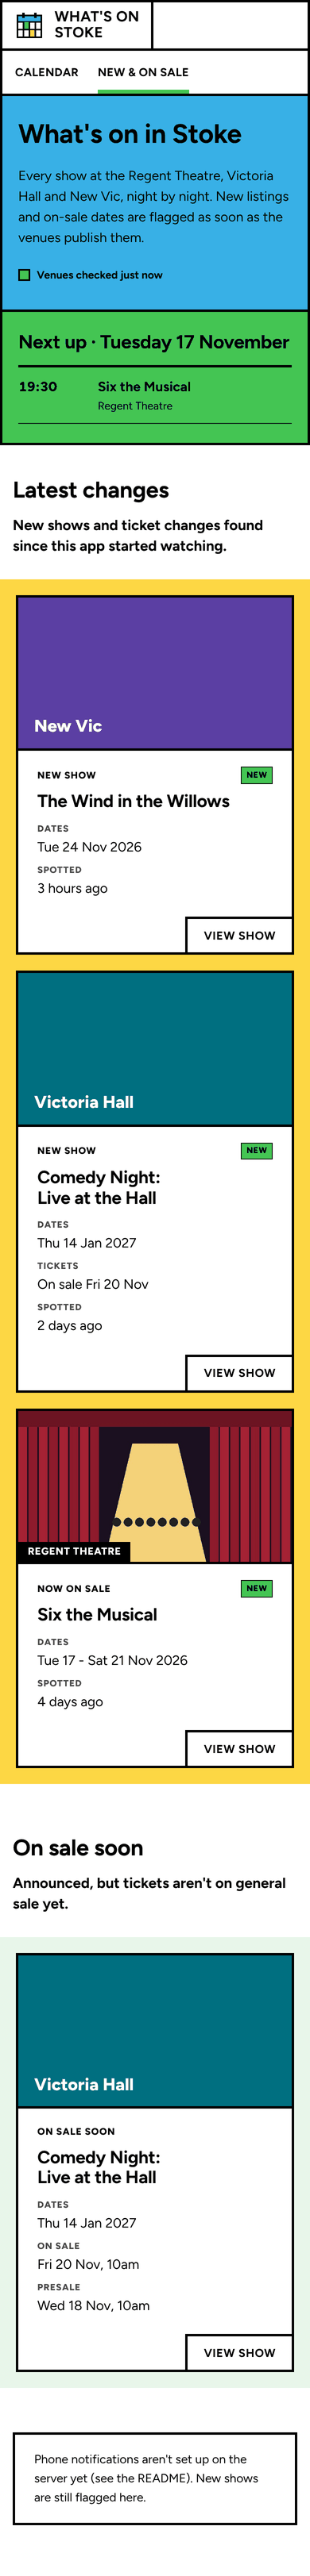 WHAT'S ON
STOKE
CALENDAR NEW & ON SALE
What's on in Stoke
Every show at the Regent Theatre, Victoria
Hall and New Vic, night by night. New listings
and on-sale dates are flagged as soon as the
venues publish them.
Venues checked just now
Next up · Tuesday 17 November
19:30 Six the Musical
Regent Theatre
Latest changes
New shows and ticket changes found
since this app started watching.
New Vic
NEW SHOW NEW
The Wind in the Willows
DATES
Tue 24 Nov 2026
SPOTTED
3 hours ago
VIEW SHOW
Victoria Hall
NEW SHOW NEW
Comedy Night:
Live at the Hall
DATES
Thu 14 Jan 2027
TICKETS
On sale Fri 20 Nov
SPOTTED
2 days ago
VIEW SHOW
REGENT THEATRE
NOW ON SALE NEW
Six the Musical
DATES
Tue 17 - Sat 21 Nov 2026
SPOTTED
4 days ago
VIEW SHOW
On sale soon
Announced, but tickets aren't on general
sale yet.
Victoria Hall
ON SALE SOON
Comedy Night:
Live at the Hall
DATES
Thu 14 Jan 2027
ON SALE
Fri 20 Nov, 10am
PRESALE
Wed 18 Nov, 10am
VIEW SHOW
Phone notifications aren't set up on the
server yet (see the README). New shows
are still flagged here.